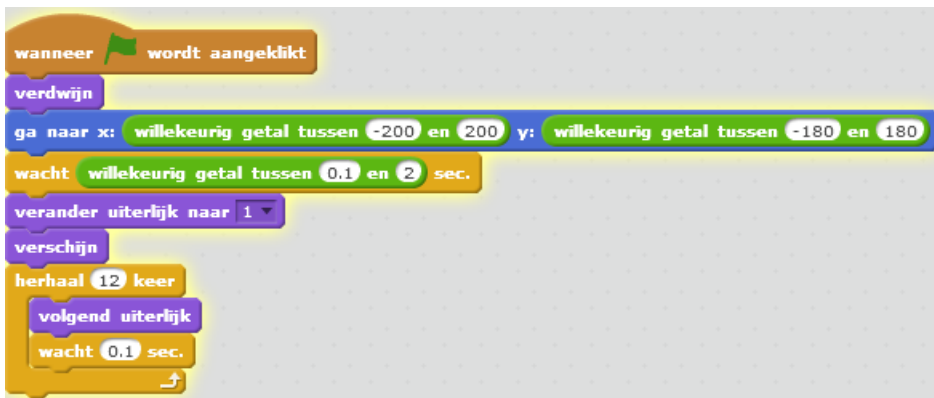 wanneer wordt aangeklikt
verdwijn
ga naar x: willekeurig getal tussen -200 en 200 y: willekeurig getal tussen -180 en 180
wacht willekeurig getal tussen 0.1 en 2 sec.
verander uiterlijk naar 1
verschijn
herhaal 12 keer
volgend uiterlijk
wacht 0.1 sec.